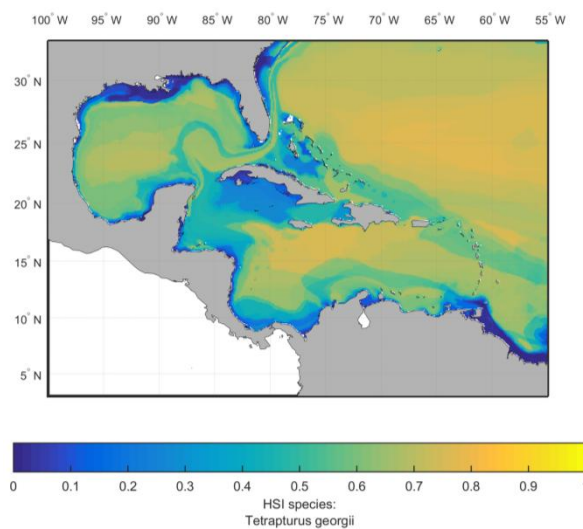 100° W 95° W 90° W 85° W 80° W 75° W 70° W 65° W 60° W 55° W
30° N
25° N
20° N
15° N
10° N
5° N
0 0.1 0.2 0.3 0.4 0.5 0.6 0.7 0.8 0.9
HSI species:
Tetrapturus georgii